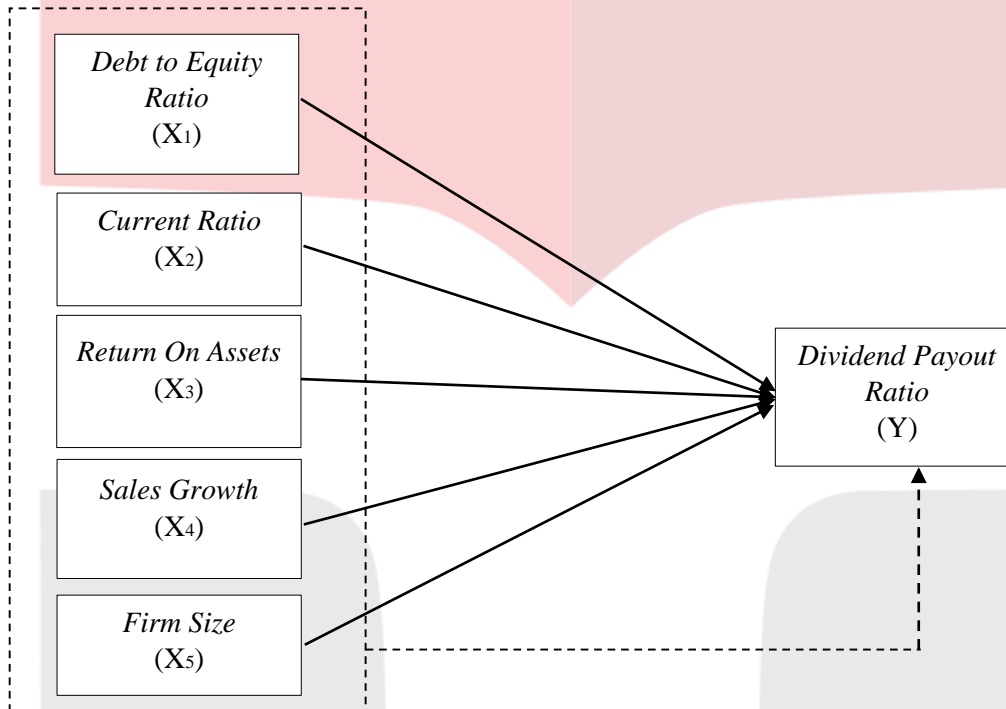 Debt to Equity
Ratio
(X₁)
Current Ratio
(X₂)
Return On Assets
(X₃)
Sales Growth
(X₄)
Firm Size
(X₅)
Dividend Payout
Ratio
(Y)